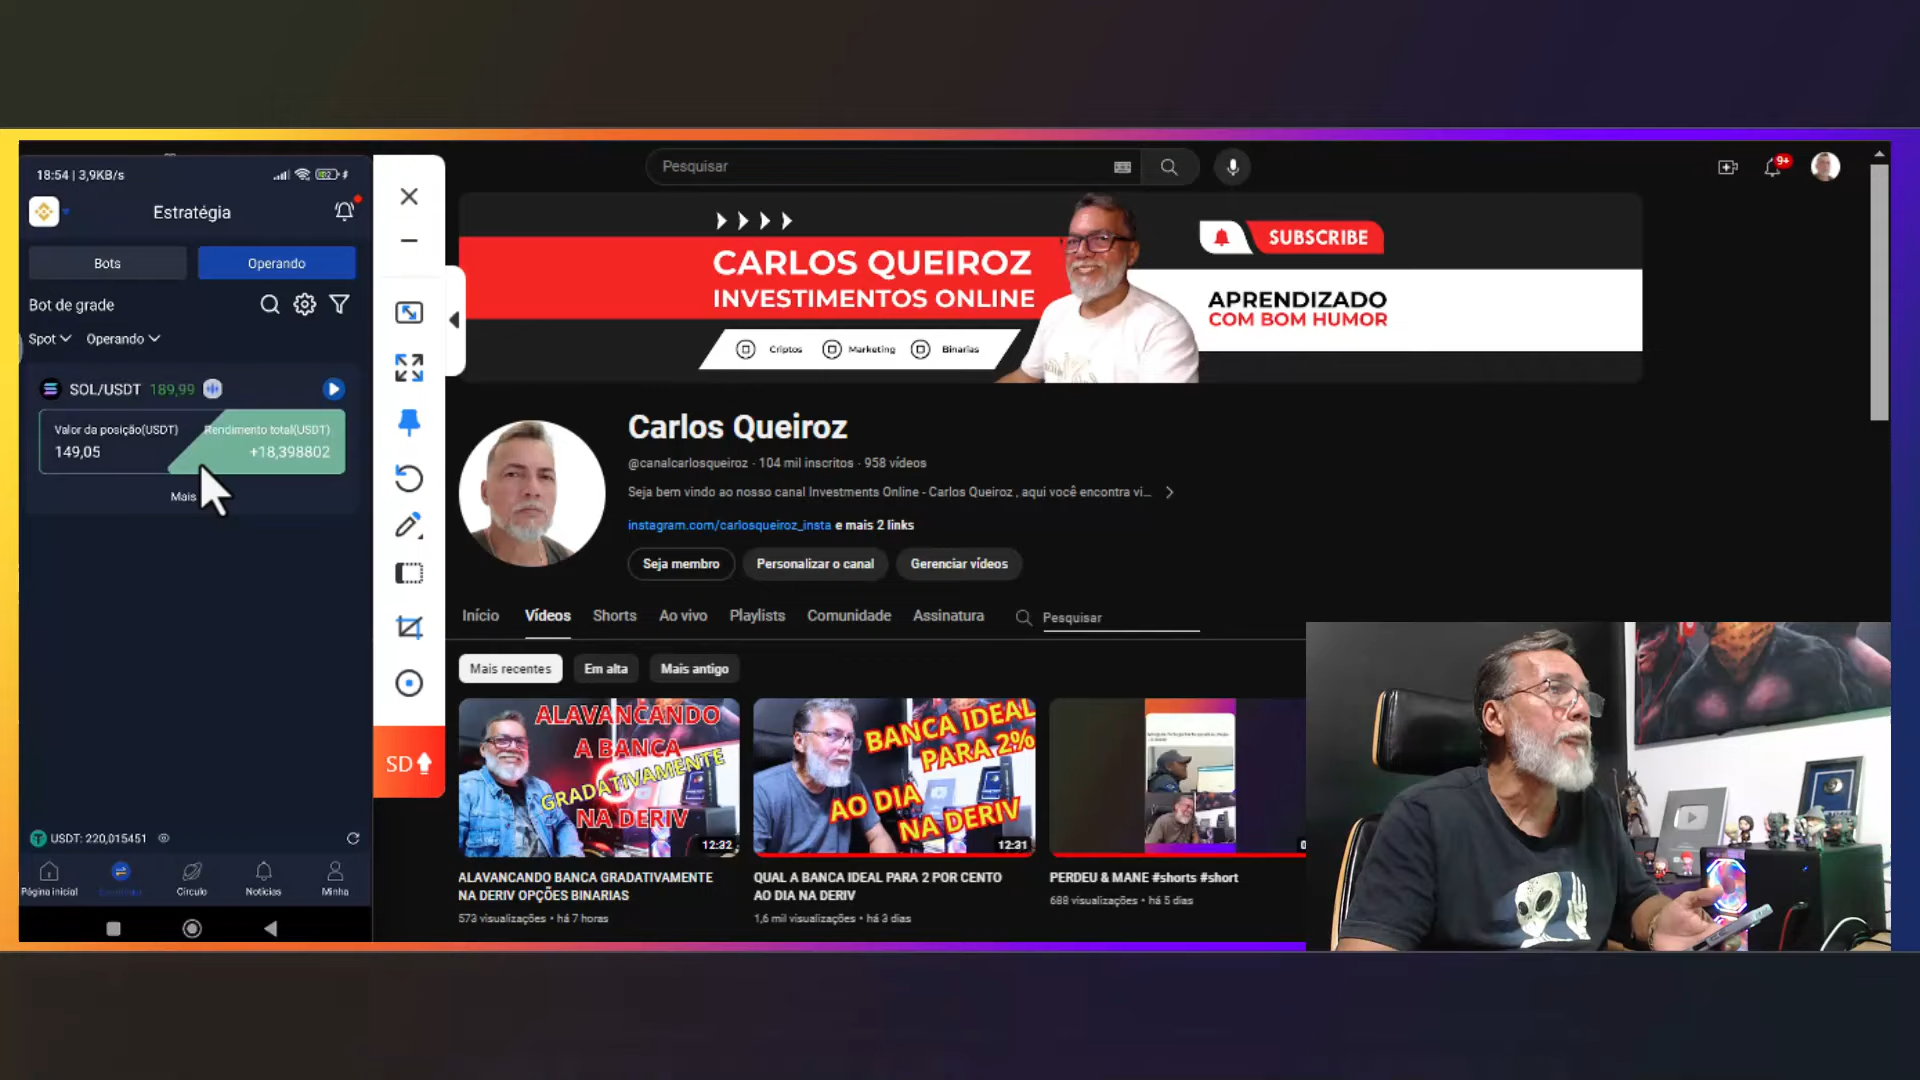 18:54 | 3,9KB/s
Estratégia
Bots
Operando
Bot de grade
Spot
Operando
SOL/USDT 189,99
Valor da posição(USDT)
Rendimento total(USDT)
149,05
+18,398802
Mais
USDT: 220,015451
Página inicial
Círculo
Notícias
Minha
SD
Pesquisar
9+
CARLOS QUEIROZ
INVESTIMENTOS ONLINE
Criptos
Marketing
Binarias
SUBSCRIBE
APRENDIZADO
COM BOM HUMOR
Carlos Queiroz
@canalcarlosqueiroz · 104 mil inscritos · 958 vídeos
Seja bem vindo ao nosso canal Investments Online - Carlos Queiroz , aqui você encontra vi...
instagram.com/carlosqueiroz_insta e mais 2 links
Seja membro
Personalizar o canal
Gerenciar vídeos
Início
Vídeos
Shorts
Ao vivo
Playlists
Comunidade
Assinatura
Pesquisar
Mais recentes
Em alta
Mais antigo
ALAVANCANDO
A BANCA
GRADATIVAMENTE
NA DERIV
12:32
BANCA IDEAL
PARA 2%
AO DIA
NA DERIV
12:31
ALAVANCANDO BANCA GRADATIVAMENTE
NA DERIV OPÇÕES BINARIAS
573 visualizações • há 7 horas
QUAL A BANCA IDEAL PARA 2 POR CENTO
AO DIA NA DERIV
1,6 mil visualizações • há 3 dias
PERDEU & MANE #shorts #short
688 visualizações • há 5 dias